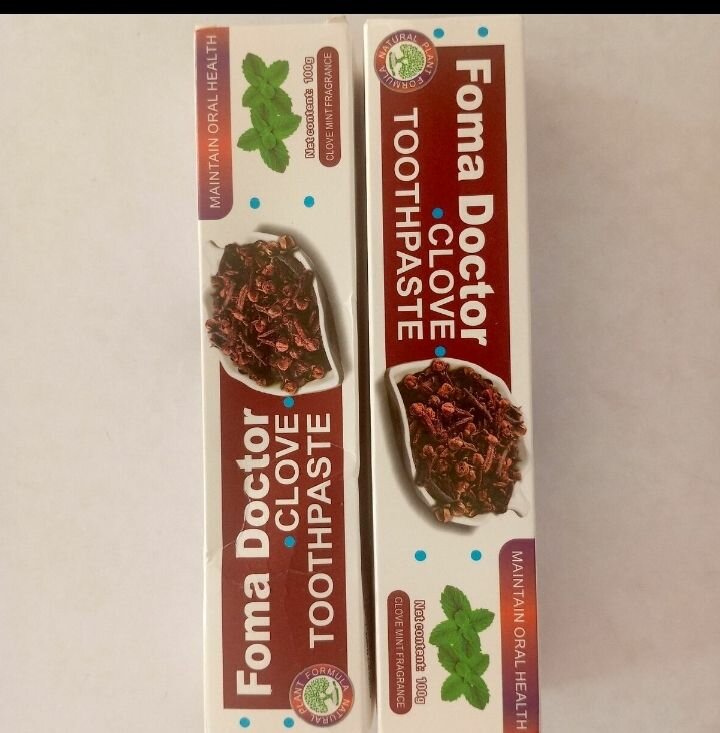 MAINTAIN ORAL HEALTH
Net content: 100g
CLOVE MINT FRAGRANCE
Foma Doctor
CLOVE
TOOTHPASTE
NATURAL PLANT FORMULA
NATURAL PLANT FORMULA
Foma Doctor
CLOVE
TOOTHPASTE
MAINTAIN ORAL HEALTH
Net content: 100g
CLOVE MINT FRAGRANCE